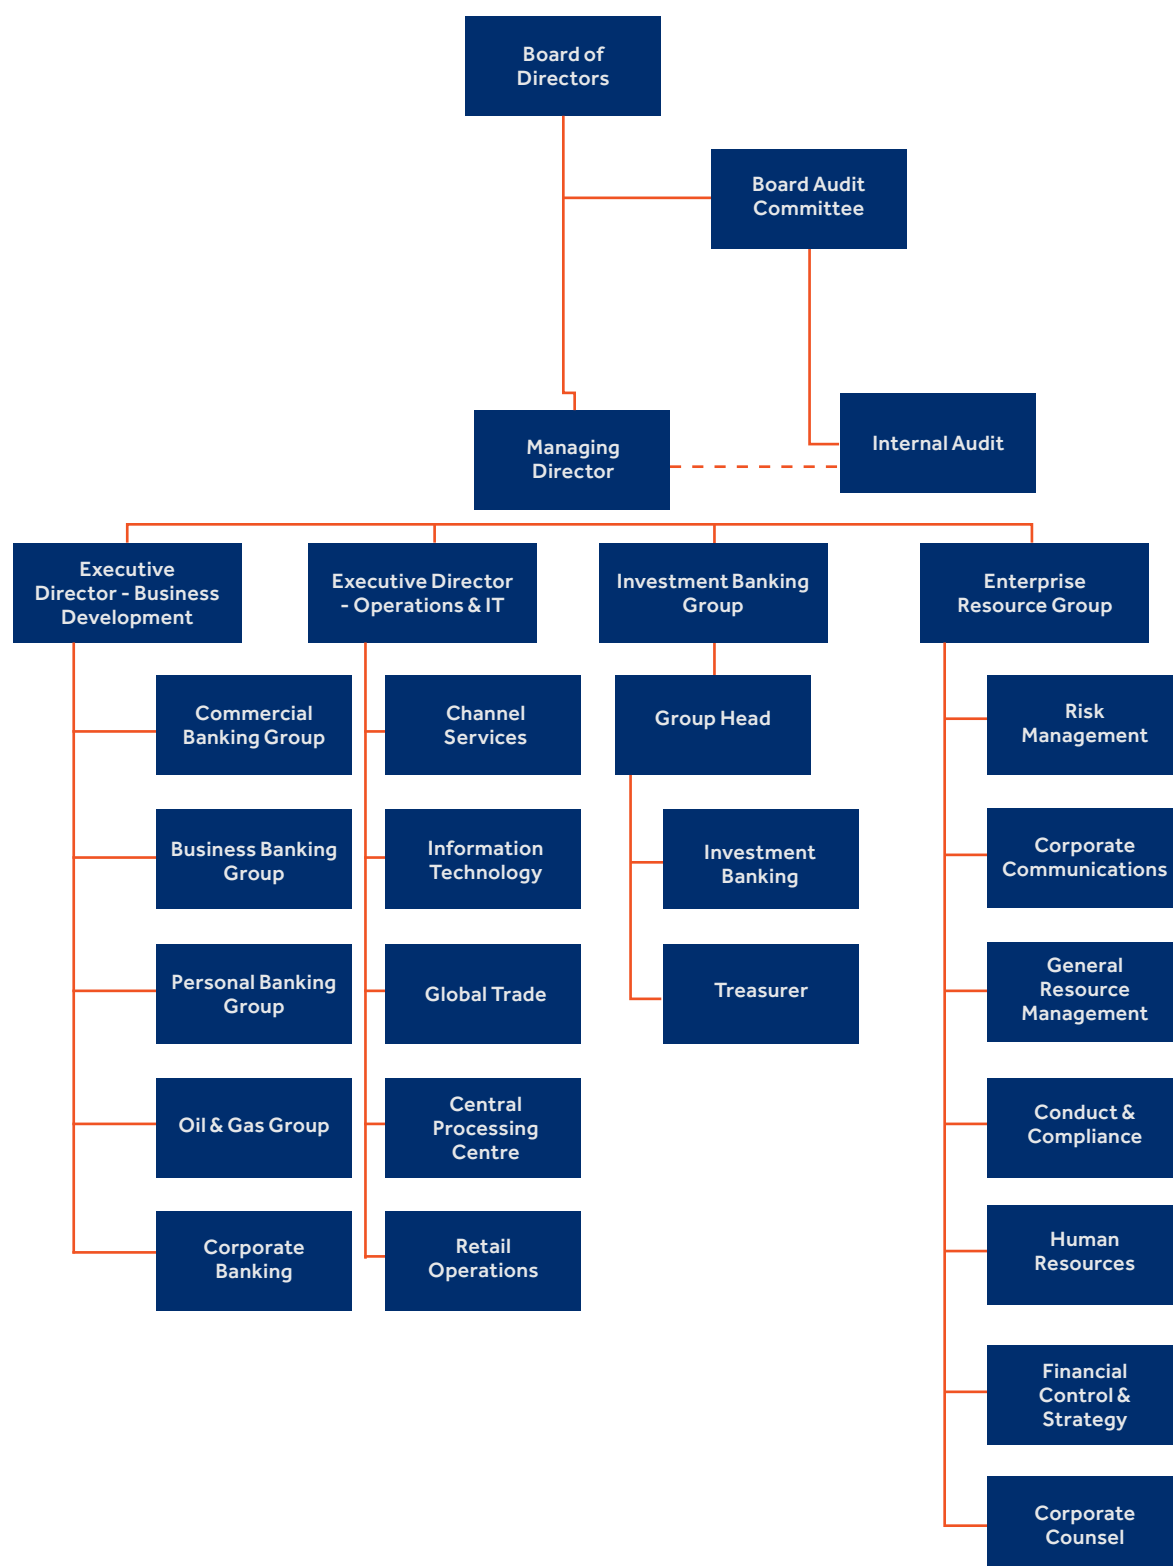 Board of
Directors
Board Audit
Committee
Managing
Director
Internal Audit
Executive
Director - Business
Development
Executive Director
- Operations & IT
Investment Banking
Group
Enterprise
Resource Group
Commercial
Banking Group
Business Banking
Group
Personal Banking
Group
Oil & Gas Group
Corporate
Banking
Channel
Services
Information
Technology
Global Trade
Central
Processing
Centre
Retail
Operations
Group Head
Investment
Banking
Treasurer
Risk
Management
Corporate
Communications
General
Resource
Management
Conduct &
Compliance
Human
Resources
Financial
Control &
Strategy
Corporate
Counsel